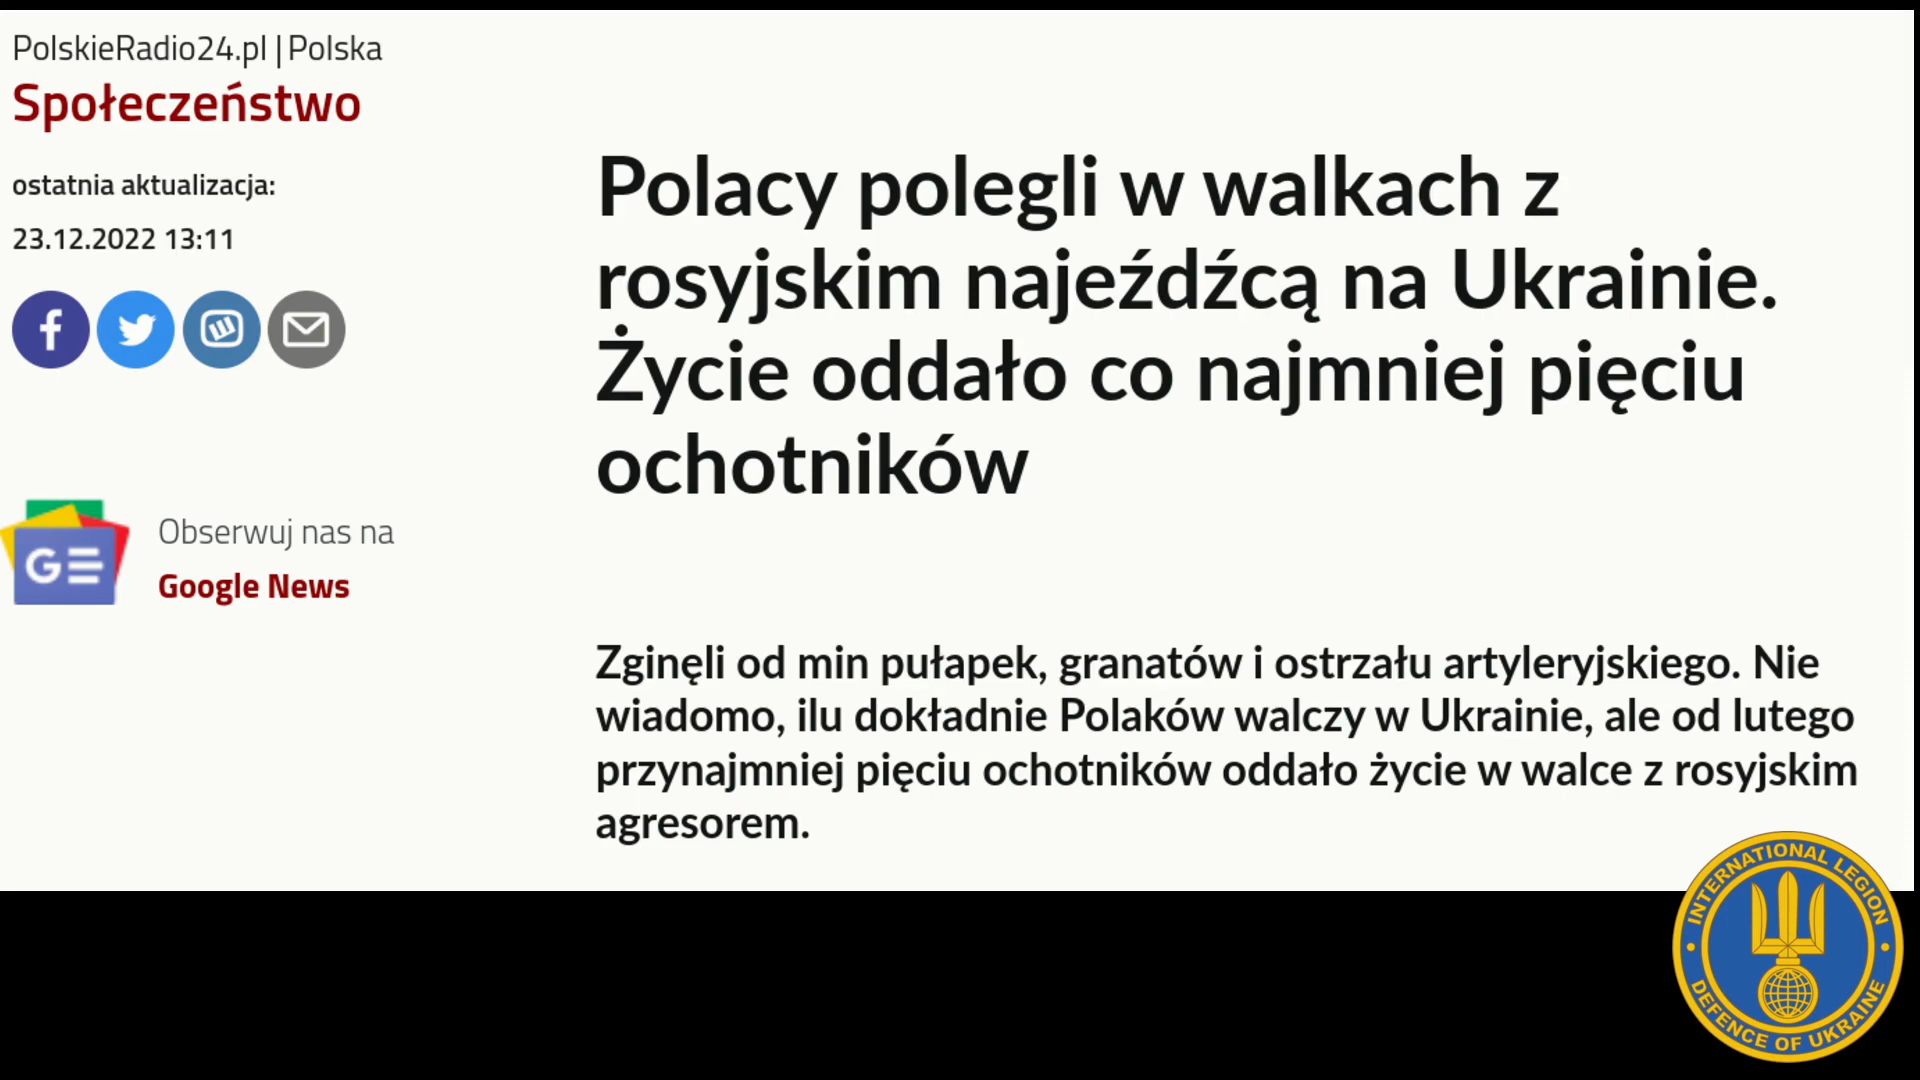 PolskieRadio24.pl | Polska
Społeczeństwo
ostatnia aktualizacja:
23.12.2022 13:11
Obserwuj nas na
Google News
Polacy polegli w walkach z
rosyjskim najeźdźcą na Ukrainie.
Życie oddało co najmniej pięciu
ochotników
Zginęli od min pułapek, granatów i ostrzału artyleryjskiego. Nie
wiadomo, ilu dokładnie Polaków walczy w Ukrainie, ale od lutego
przynajmniej pięciu ochotników oddało życie w walce z rosyjskim
agresorem.
INTERNATIONAL LEGION
DEFENCE OF UKRAINE